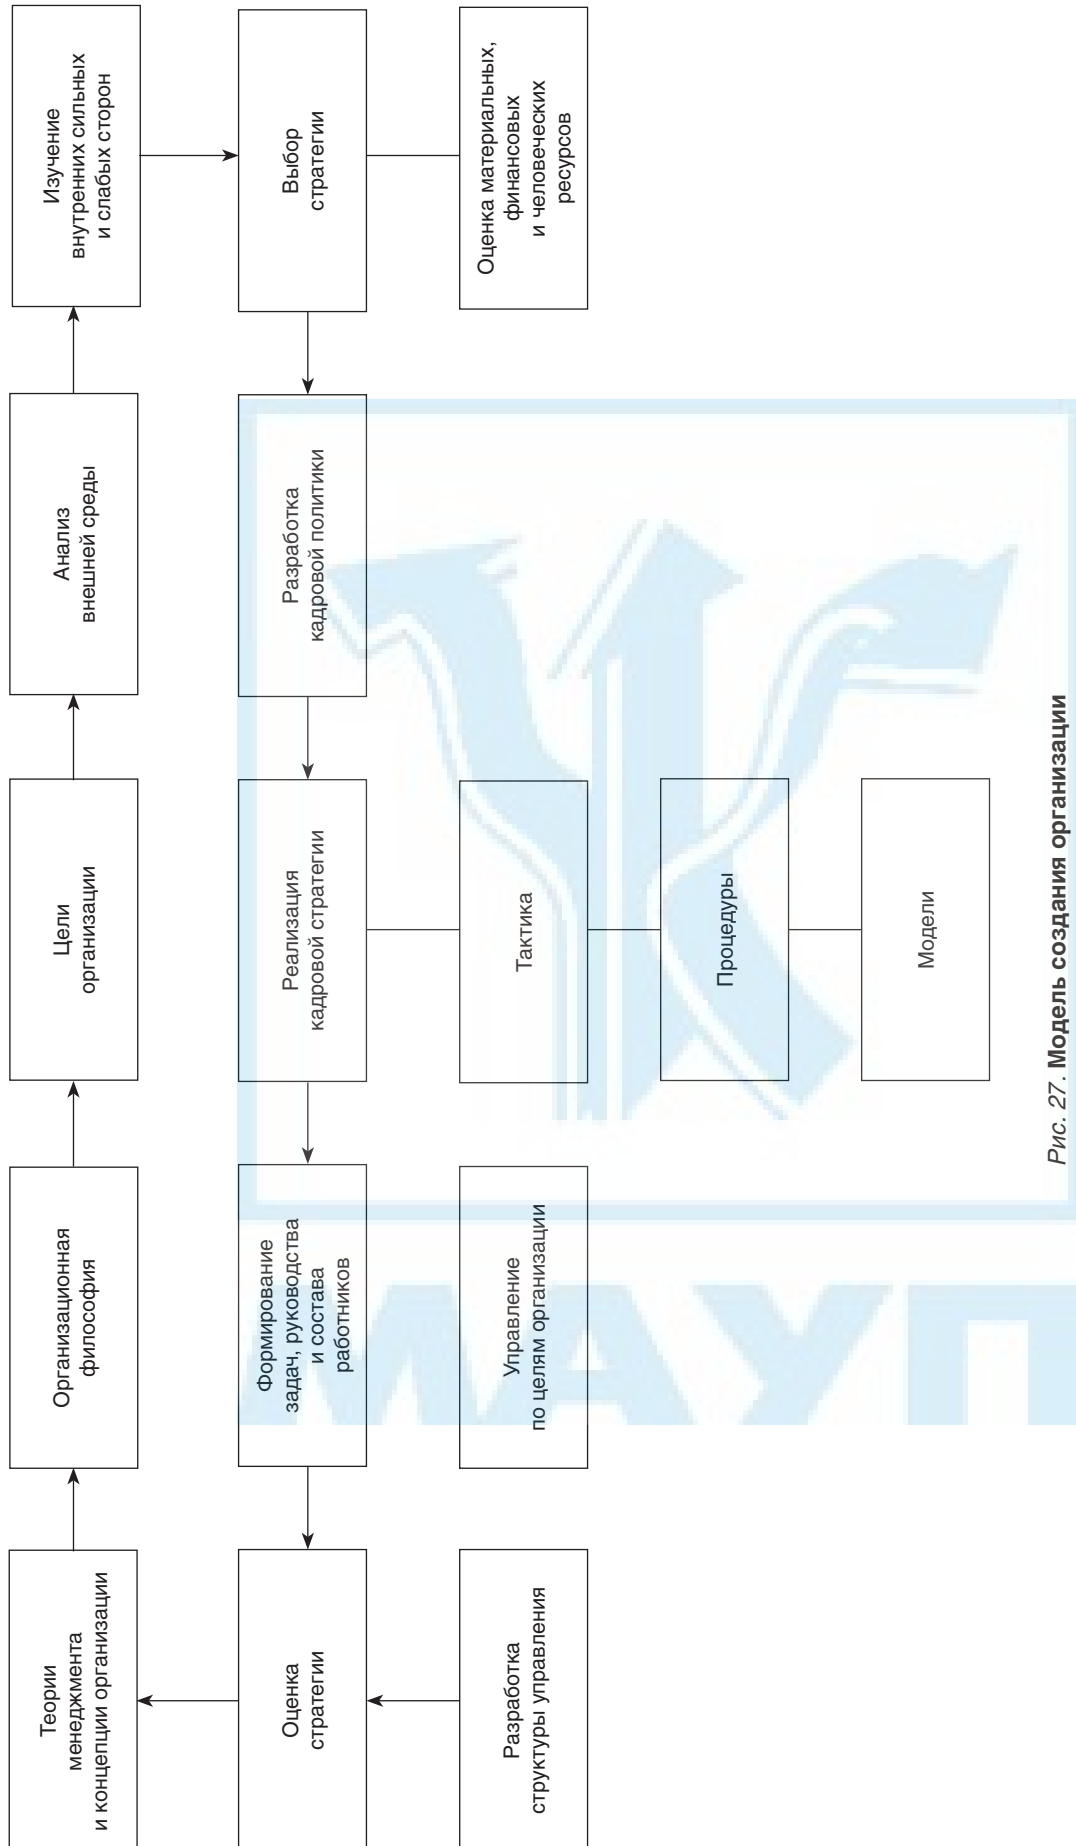 Теории
менеджмента
и концепции организации
Организационная
философия
Цели
организации
Анализ
внешней среды
Изучение
внутренних сильных
и слабых сторон
Оценка
стратегии
Формирование
задач, руководства
и состава
работников
Реализация
кадровой стратегии
Разработка
кадровой политики
Выбор
стратегии
Разработка
структуры управления
Управление
по целям организации
Тактика
Оценка материальных,
финансовых
и человеческих
ресурсов
Процедуры
Модели
Рис. 27. Модель создания организации
МАУП